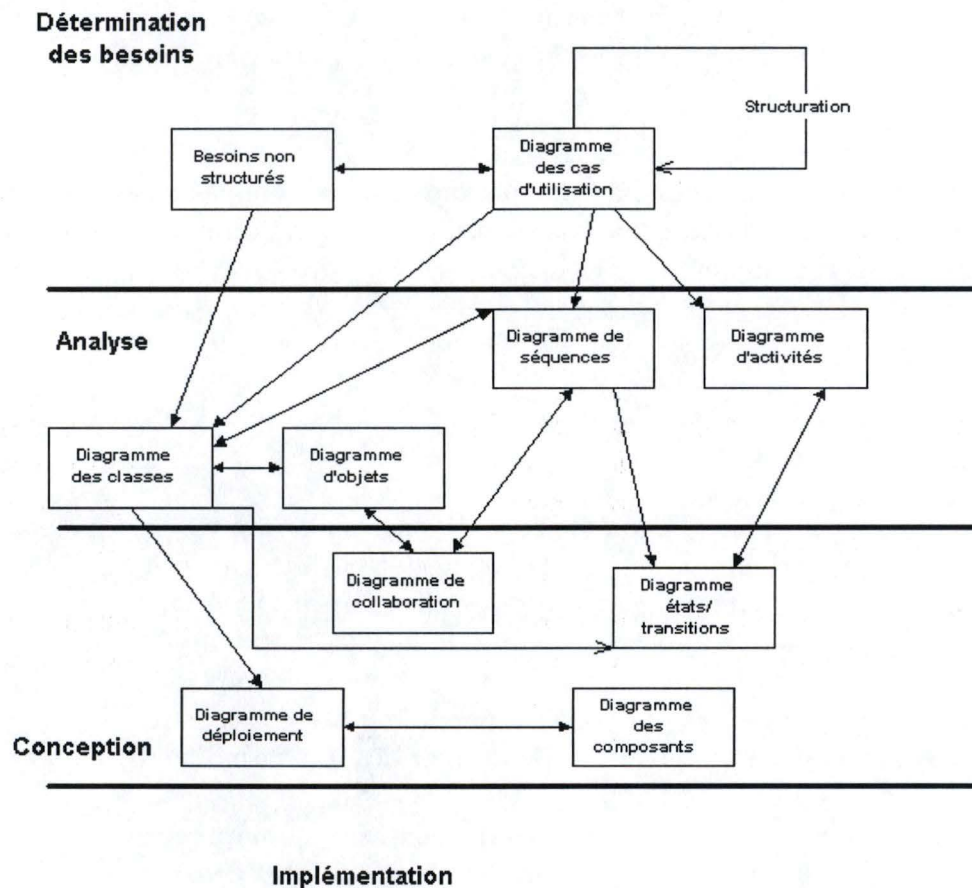 Détermination
des besoins
Structuration
Besoins non
structurés
Diagramme
des cas
d'utilisation
Analyse
Diagramme de
séquences
Diagramme
d'activités
Diagramme
des classes
Diagramme
d'objets
Diagramme de
collaboration
Diagramme
états/
transitions
Diagramme de
déploiement
Diagramme
des
composants
Conception
Implémentation